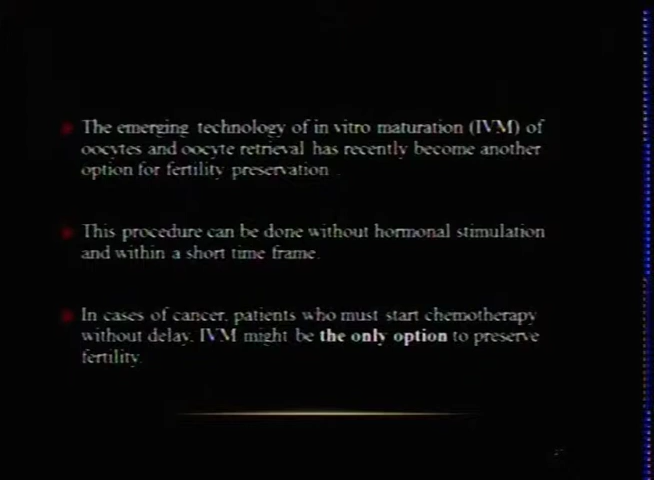 The emerging technology of in vitro maturation (IVM) of
oocytes and oocyte retrieval has recently become another
option for fertility preservation .
This procedure can be done without hormonal stimulation
and within a short time frame.
In cases of cancer, patients who must start chemotherapy
without delay, IVM might be the only option to preserve
fertility.